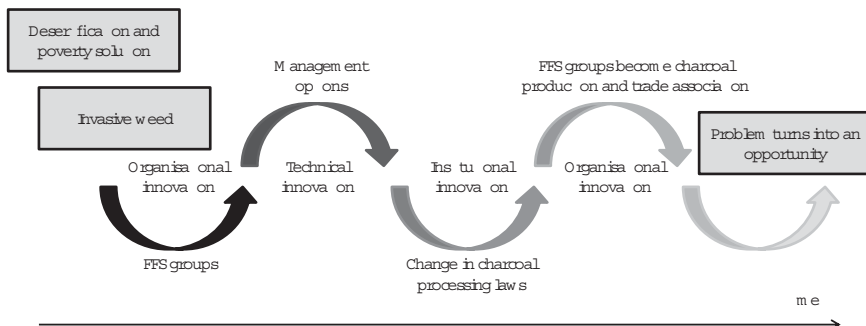 Deser fica on and
poverty solu on
Invasive weed
Management
op ons
FFS groups become charcoal
produc on and trade associa on
Problem turns into an
opportunity
Organisa onal
innova on
Technical
innova on
Ins tu onal
innova on
Organisa onal
innova on
FFS groups
Change in charcoal
processing laws
me